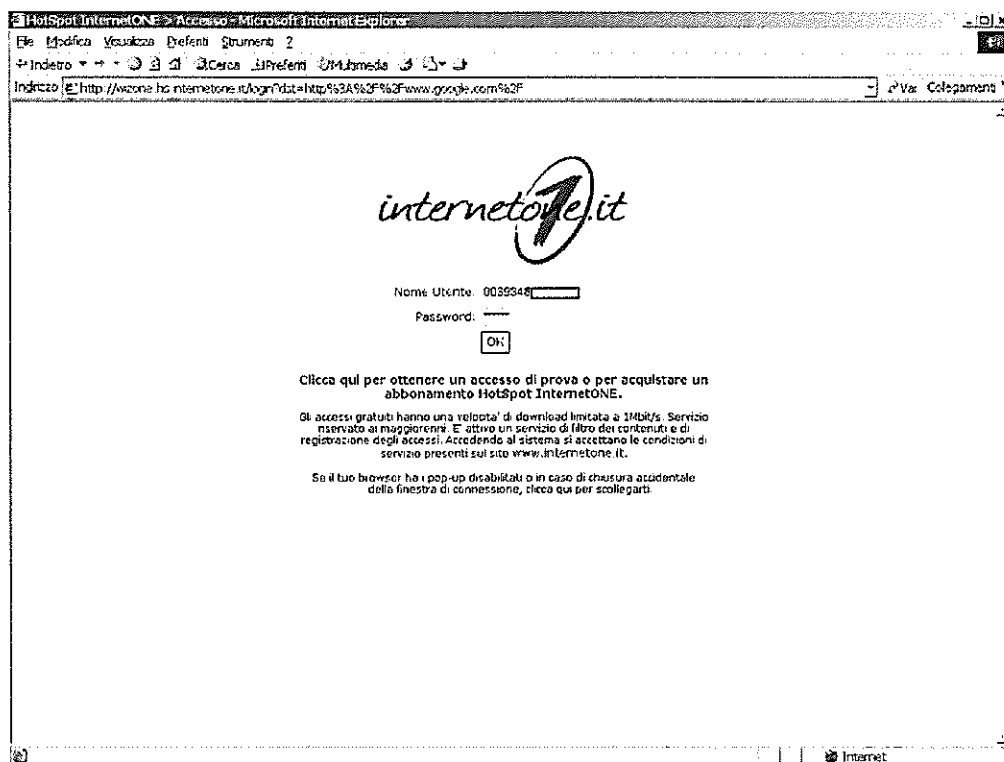 HotSpot InternetONE > Accesso - Microsoft Internet Explorer
File Modifica Visualizza Preferiti Strumenti ?
Indietro Cerca Preferiti Multimedia
Indirizzo http://wzone.hs.internetone.it/login?dst=http%3A%2F%2Fwww.google.com%2F Vai Collegamenti
internetone.it
1
Nome Utente: 0039348
Password:
OK
Clicca qui per ottenere un accesso di prova o per acquistare un
abbonamento HotSpot InternetONE.
Gli accessi gratuiti hanno una velocita' di download limitata a 1Mbit/s. Servizio
riservato ai maggiorenni. E' attivo un servizio di filtro dei contenuti e di
registrazione degli accessi. Accedendo al sistema si accettano le condizioni di
servizio presenti sul sito www.internetone.it.
Se il tuo browser ha i pop-up disabilitati o in caso di chiusura accidentale
della finestra di connessione, clicca qui per scollegarti.
Internet